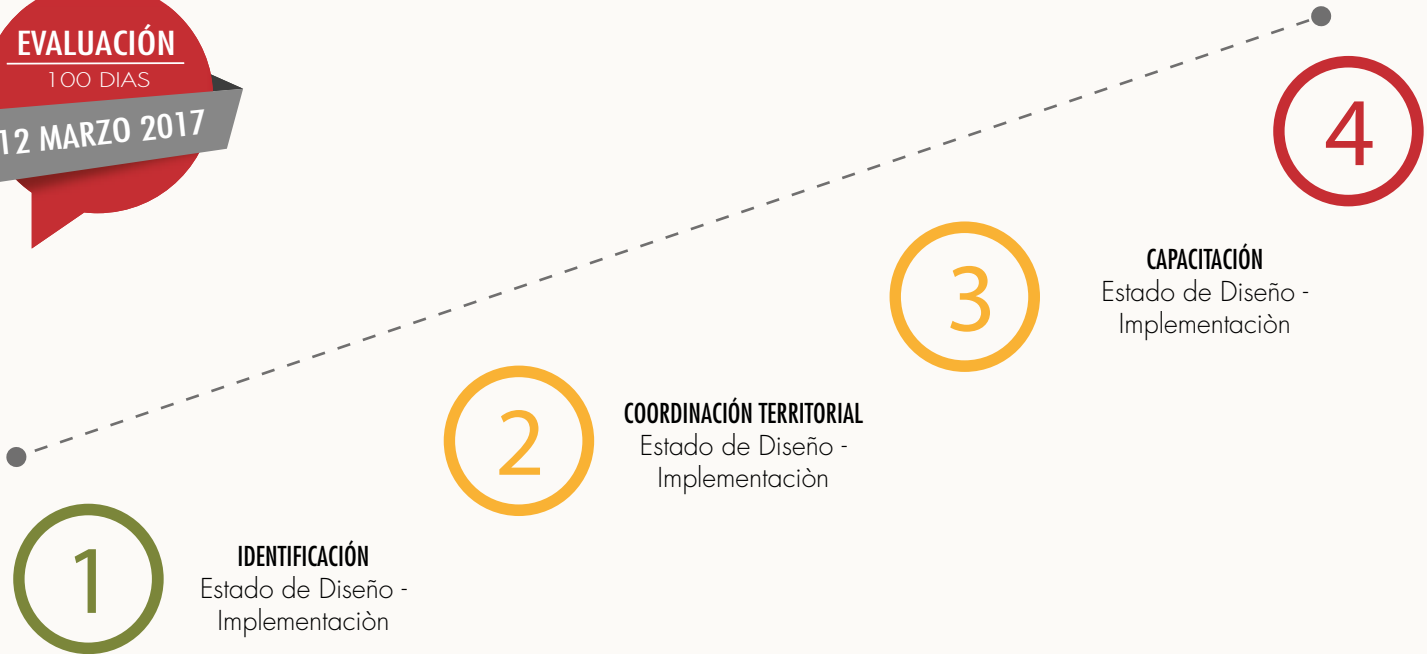 EVALUACIÓN
100 DIAS
12 MARZO 2017
4
3
CAPACITACIÓN
Estado de Diseño -
Implementaciòn
2
COORDINACIÓN TERRITORIAL
Estado de Diseño -
Implementaciòn
1
IDENTIFICACIÓN
Estado de Diseño -
Implementaciòn